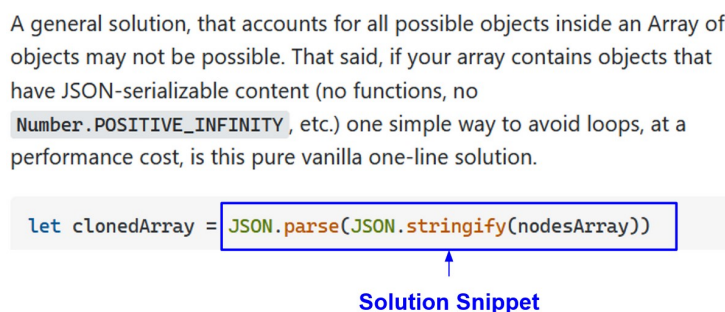 A general solution, that accounts for all possible objects inside an Array of
objects may not be possible. That said, if your array contains objects that
have JSON-serializable content (no functions, no
Number.POSITIVE_INFINITY, etc.) one simple way to avoid loops, at a
performance cost, is this pure vanilla one-line solution.
let clonedArray = JSON.parse(JSON.stringify(nodesArray))
Solution Snippet